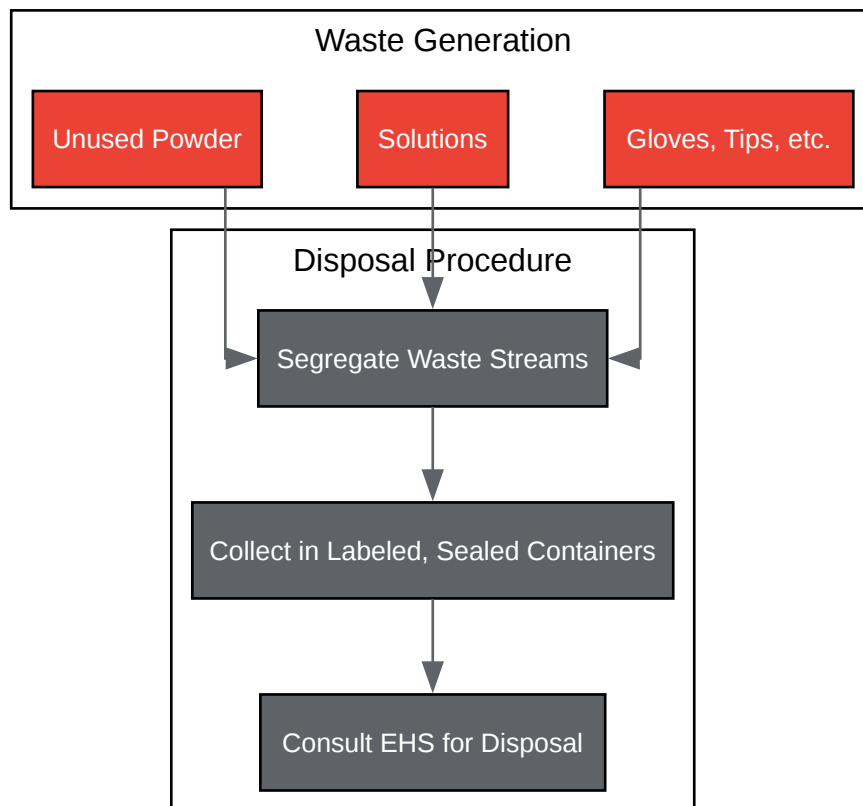 Waste Generation
Unused Powder
Solutions
Gloves, Tips, etc.
Disposal Procedure
Segregate Waste Streams
Collect in Labeled, Sealed Containers
Consult EHS for Disposal